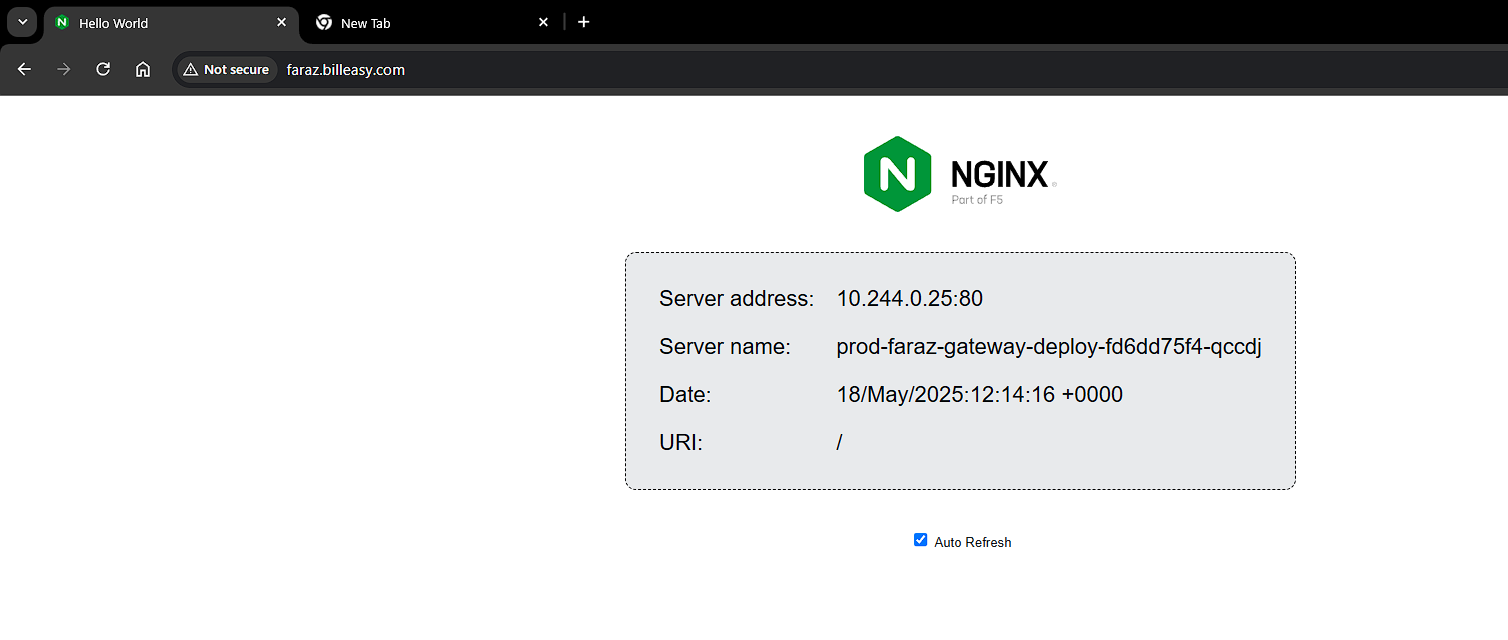 Hello World
New Tab
Not secure
faraz.billeasy.com
N NGINX
Part of F5
Server address: 10.244.0.25:80
Server name: prod-faraz-gateway-deploy-fd6dd75f4-qccdj
Date: 18/May/2025:12:14:16 +0000
URI: /
Auto Refresh